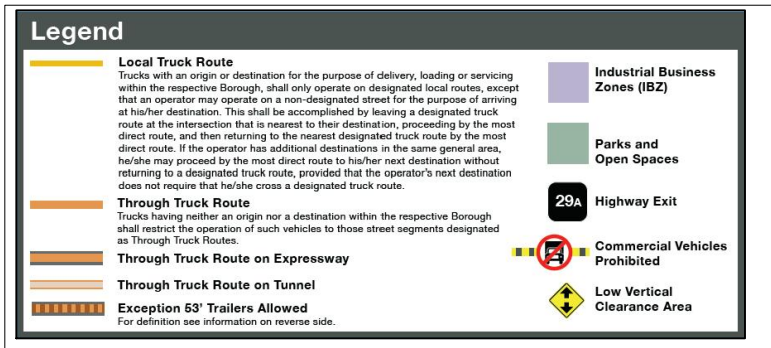 Legend
Local Truck Route
Trucks with an origin or destination for the purpose of delivery, loading or servicing
within the respective Borough, shall only operate on designated local routes, except
that an operator may operate on a non-designated street for the purpose of arriving
at his/her destination. This shall be accomplished by leaving a designated truck
route at the intersection that is nearest to their destination, proceeding by the most
direct route, and then returning to the nearest designated truck route by the most
direct route. If the operator has additional destinations in the same general area,
he/she may proceed by the most direct route to his/her next destination without
returning to a designated truck route, provided that the operator's next destination
does not require that he/she cross a designated truck route.
Through Truck Route
Trucks having neither an origin nor a destination within the respective Borough
shall restrict the operation of such vehicles to those street segments designated
as Through Truck Routes.
Through Truck Route on Expressway
Through Truck Route on Tunnel
Exception 53' Trailers Allowed
For definition see information on reverse side.
Industrial Business
Zones (IBZ)
Parks and
Open Spaces
29A Highway Exit
Commercial Vehicles
Prohibited
Low Vertical
Clearance Area